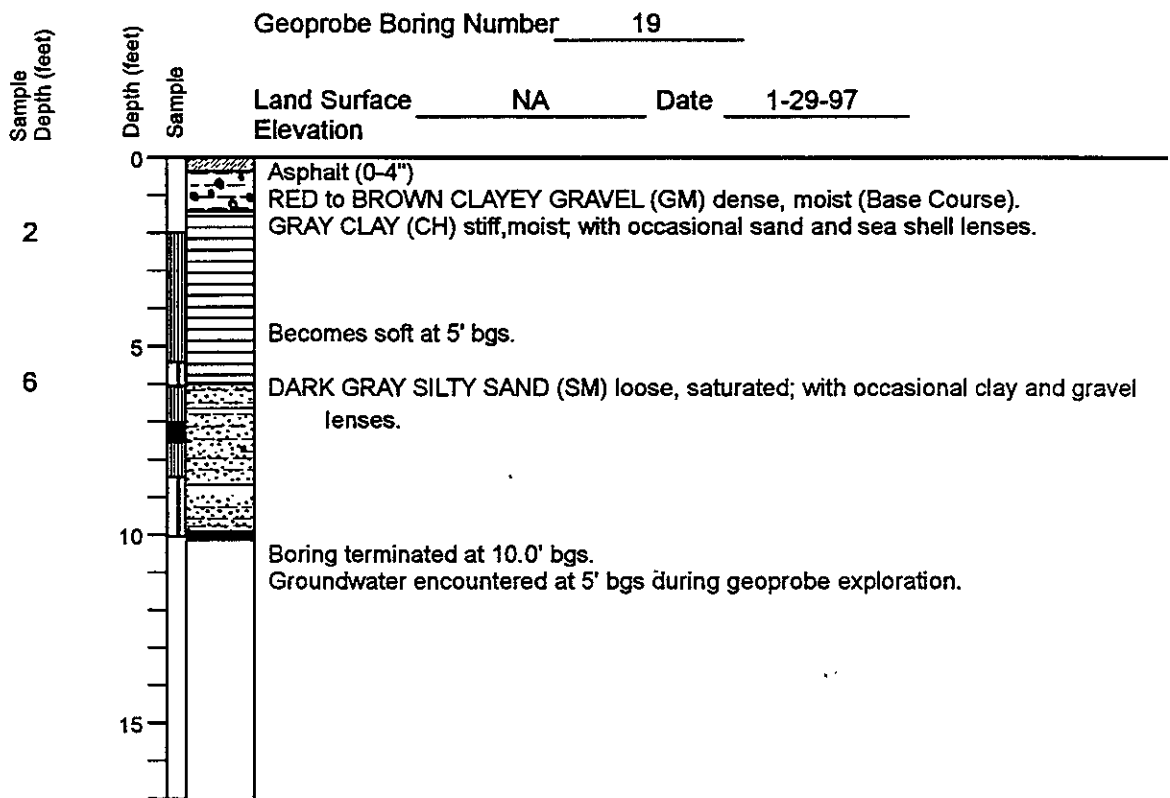 Geoprobe Boring Number 19
Sample Depth (feet)
Depth (feet)
Sample
Land Surface NA Date 1-29-97
Elevation
0
Asphalt (0-4")
RED to BROWN CLAYEY GRAVEL (GM) dense, moist (Base Course).
2
GRAY CLAY (CH) stiff,moist; with occasional sand and sea shell lenses.
5
Becomes soft at 5' bgs.
6
DARK GRAY SILTY SAND (SM) loose, saturated; with occasional clay and gravel
lenses.
10
Boring terminated at 10.0' bgs.
Groundwater encountered at 5' bgs during geoprobe exploration.
15